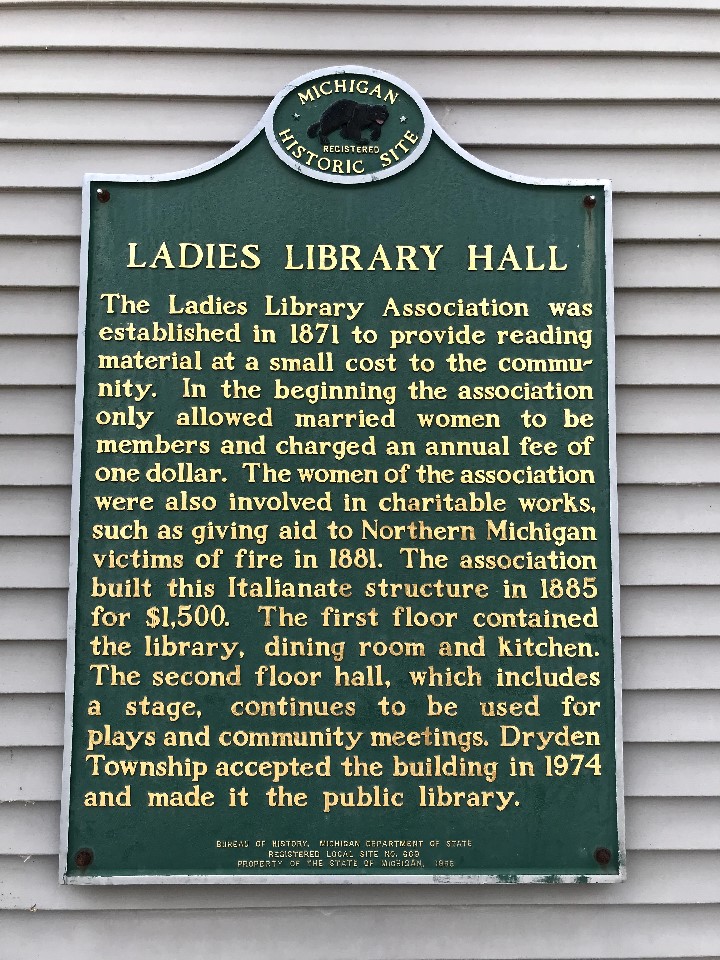 MICHIGAN
REGISTERED
HISTORIC SITE
LADIES LIBRARY HALL
The Ladies Library Association was
established in 1871 to provide reading
material at a small cost to the commu-
nity. In the beginning the association
only allowed married women to be
members and charged an annual fee of
one dollar. The women of the association
were also involved in charitable works,
such as giving aid to Northern Michigan
victims of fire in 1881. The association
built this Italianate structure in 1885
for $1,500. The first floor contained
the library, dining room and kitchen.
The second floor hall, which includes
a stage, continues to be used for
plays and community meetings. Dryden
Township accepted the building in 1974
and made it the public library.
BUREAU OF HISTORY, MICHIGAN DEPARTMENT OF STATE
REGISTERED LOCAL SITE NO.
PROPERTY OF THE STATE OF MICHIGAN,